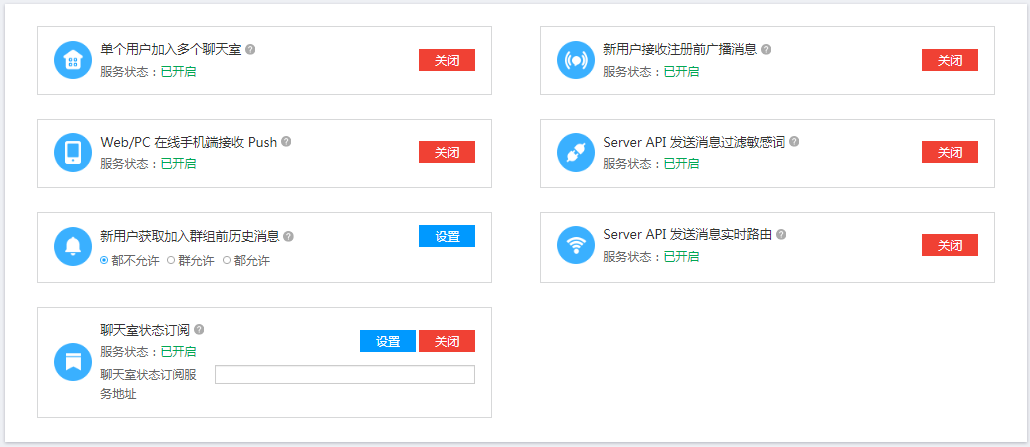 单个用户加入多个聊天室
服务状态：已开启
关闭
新用户接收注册前广播消息
服务状态：已开启
关闭
Web/PC 在线手机端接收 Push
服务状态：已开启
关闭
Server API 发送消息过滤敏感词
服务状态：已开启
关闭
新用户获取加入群组前历史消息
设置
都不允许 群允许 都允许
Server API 发送消息实时路由
服务状态：已开启
关闭
聊天室状态订阅
服务状态：已开启
设置 关闭
聊天室状态订阅服
务地址